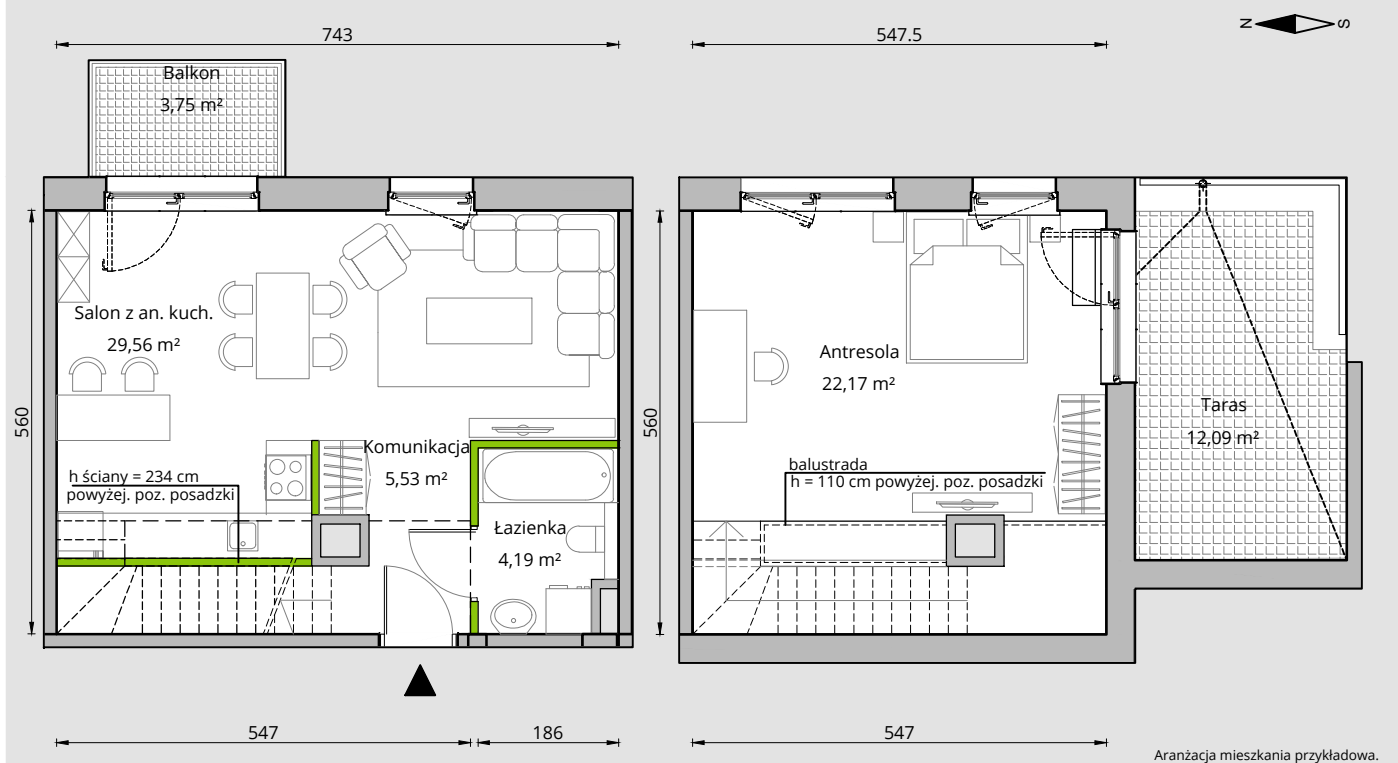 743
547.5
N
S
Balkon
3,75 m²
Salon z an. kuch.
29,56 m²
560
Komunikacja
5,53 m²
h ściany = 234 cm
powyżej. poz. posadzki
Łazienka
4,19 m²
547
186
560
Antresola
22,17 m²
balustrada
h = 110 cm powyżej. poz. posadzki
Taras
12,09 m²
547
Aranżacja mieszkania przykładowa.